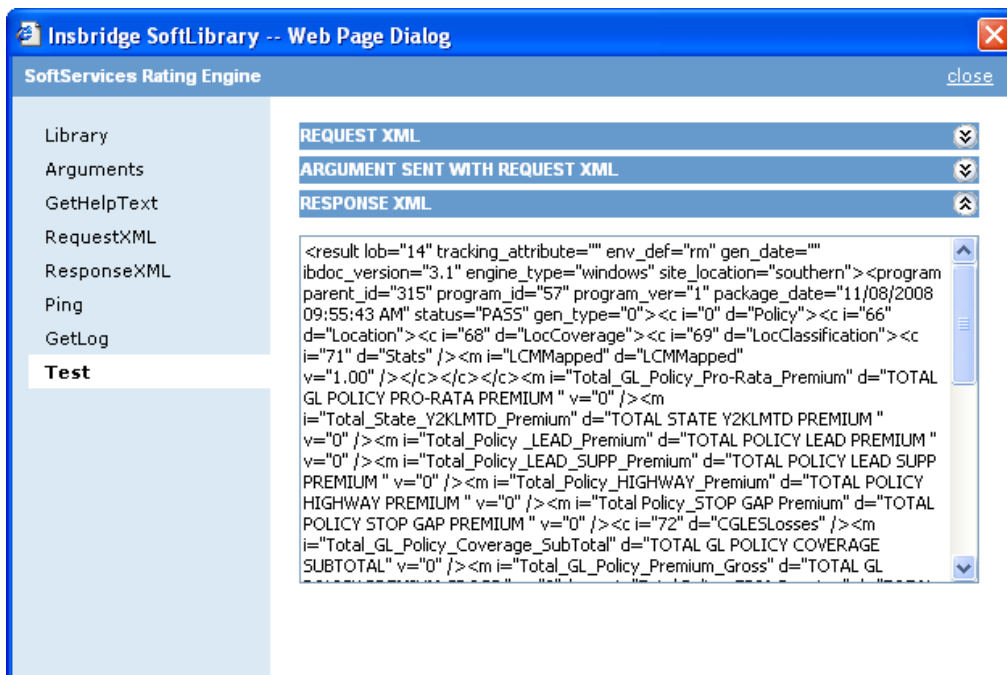 Insbridge SoftLibrary -- Web Page Dialog
SoftServices Rating Engine
close
Library
Arguments
GetHelpText
RequestXML
ResponseXML
Ping
GetLog
Test
REQUEST XML
ARGUMENT SENT WITH REQUEST XML
RESPONSE XML
<result lob="14" tracking_attribute="" env_def="rm" gen_date=""
ibdoc_version="3.1" engine_type="windows" site_location="southern"><program
parent_id="315" program_id="57" program_ver="1" package_date="11/08/2008
09:55:43 AM" status="PASS" gen_type="0"><c i="0" d="Policy"><c i="66"
d="Location"><c i="68" d="LocCoverage"><c i="69" d="LocClassification"><c
i="71" d="Stats" /><m i="LCMMapped" d="LCMMapped"
v="1.00" /></c></c></c><m i="Total_GL_Policy_Pro-Rata_Premium" d="TOTAL
GL POLICY PRO-RATA PREMIUM " v="0" /><m
i="Total_State_Y2KLMTD_Premium" d="TOTAL STATE Y2KLMTD PREMIUM "
v="0" /><m i="Total_Policy _LEAD_Premium" d="TOTAL POLICY LEAD PREMIUM "
v="0" /><m i="Total_Policy_LEAD_SUPP_Premium" d="TOTAL POLICY LEAD SUPP
PREMIUM " v="0" /><m i="Total_Policy_HIGHWAY_Premium" d="TOTAL POLICY
HIGHWAY PREMIUM " v="0" /><m i="Total Policy_STOP GAP Premium" d="TOTAL
POLICY STOP GAP PREMIUM " v="0" /><c i="72" d="CGLESLosses" /><m
i="Total_GL_Policy_Coverage_SubTotal" d="TOTAL GL POLICY COVERAGE
SUBTOTAL" v="0" /><m i="Total_GL_Policy_Premium_Gross" d="TOTAL GL